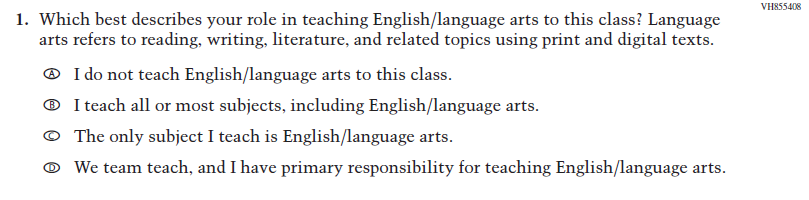 VH855408
1. Which best describes your role in teaching English/language arts to this class? Language
arts refers to reading, writing, literature, and related topics using print and digital texts.
Ⓐ I do not teach English/language arts to this class.
Ⓑ I teach all or most subjects, including English/language arts.
Ⓒ The only subject I teach is English/language arts.
Ⓓ We team teach, and I have primary responsibility for teaching English/language arts.